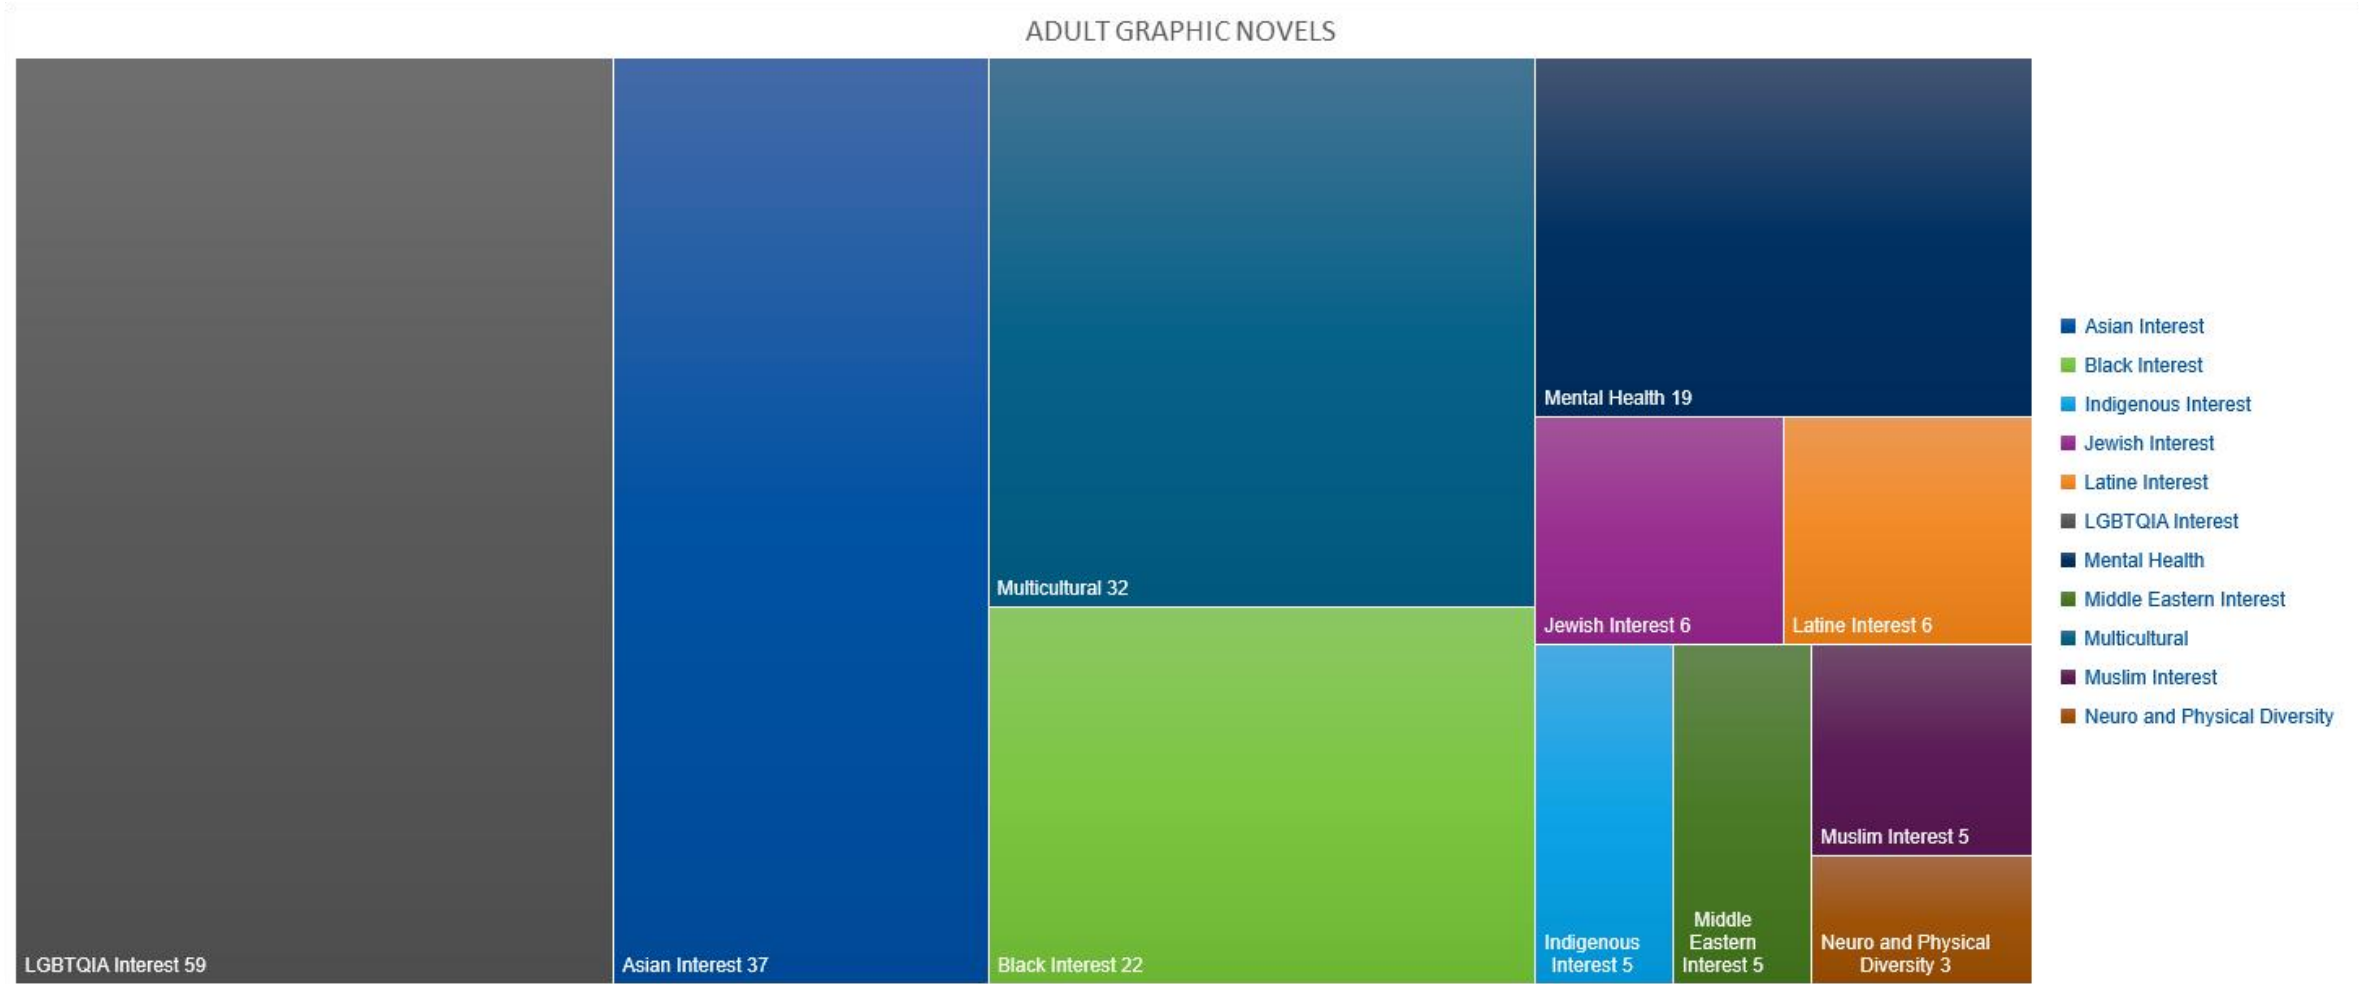 ADULT GRAPHIC NOVELS
LGBTQIA Interest 59
Asian Interest 37
Multicultural 32
Black Interest 22
Mental Health 19
Jewish Interest 6
Latine Interest 6
Indigenous
Interest 5
Middle
Eastern
Interest 5
Muslim Interest 5
Neuro and Physical
Diversity 3
Asian Interest
Black Interest
Indigenous Interest
Jewish Interest
Latine Interest
LGBTQIA Interest
Mental Health
Middle Eastern Interest
Multicultural
Muslim Interest
Neuro and Physical Diversity